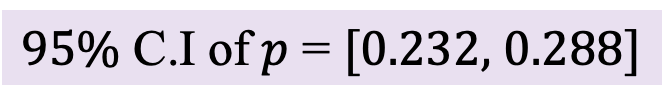 95% C.I of p = [0.232, 0.288]